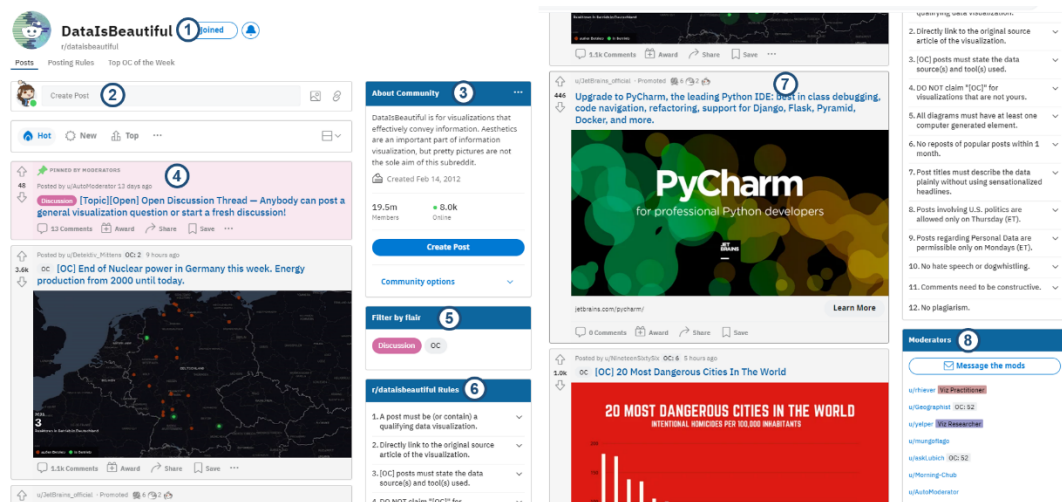 DataIsBeautiful
1
Joined
r/dataisbeautiful
Posts
Posting Rules
Top OC of the Week
2
Create Post
Hot
New
Top
4
PINNED BY MODERATORS
48
Posted by u/AutoModerator 13 days ago
Discussion [Topic][Open] Open Discussion Thread — Anybody can post a
general visualization question or start a fresh discussion!
13 Comments
Award
Share
Save
3.6k
Posted by u/Detektiv_Mittens OC: 2 9 hours ago
OC [OC] End of Nuclear power in Germany this week. Energy
production from 2000 until today.
3
1.1k Comments
Award
Share
Save
u/JetBrains_official · Promoted 6 2
About Community
3
DataIsBeautiful is for visualizations that
effectively convey information. Aesthetics
are an important part of information
visualization, but pretty pictures are not
the sole aim of this subreddit.
Created Feb 14, 2012
19.5m
8.0k
Members
Online
Create Post
Community options
Filter by flair
5
Discussion
OC
r/dataisbeautiful Rules
6
1. A post must be (or contain) a
qualifying data visualization.
2. Directly link to the original source
article of the visualization.
3. [OC] posts must state the data
source(s) and tool(s) used.
4. DO NOT claim "[OC]" for
1.1k Comments
Award
Share
Save
446
u/JetBrains_official · Promoted 6 2
7
Upgrade to PyCharm, the leading Python IDE: best in class debugging,
code navigation, refactoring, support for Django, Flask, Pyramid,
Docker, and more.
PyCharm
for professional Python developers
JET
BRAINS
jetbrains.com/pycharm/
Learn More
0 Comments
Award
Share
Save
1.0k
Posted by u/NineteenSixtySix OC: 6 5 hours ago
OC [OC] 20 Most Dangerous Cities In The World
20 MOST DANGEROUS CITIES IN THE WORLD
INTENTIONAL HOMICIDES PER 100,000 INHABITANTS
qualifying data visualization.
2. Directly link to the original source
article of the visualization.
3. [OC] posts must state the data
source(s) and tool(s) used.
4. DO NOT claim "[OC]" for
visualizations that are not yours.
5. All diagrams must have at least one
computer generated element.
6. No reposts of popular posts within 1
month.
7. Post titles must describe the data
plainly without using sensationalized
headlines.
8. Posts involving U.S. politics are
allowed only on Thursday (ET).
9. Posts regarding Personal Data are
permissible only on Mondays (ET).
10. No hate speech or dogwhistling.
11. Comments need to be constructive.
12. No plagiarism.
Moderators
8
Message the mods
u/rhiever Viz Practitioner
u/Geographist OC: 52
u/yelper Viz Researcher
u/mungoflago
u/askLubich OC: 52
u/Morning-Chub
u/AutoModerator